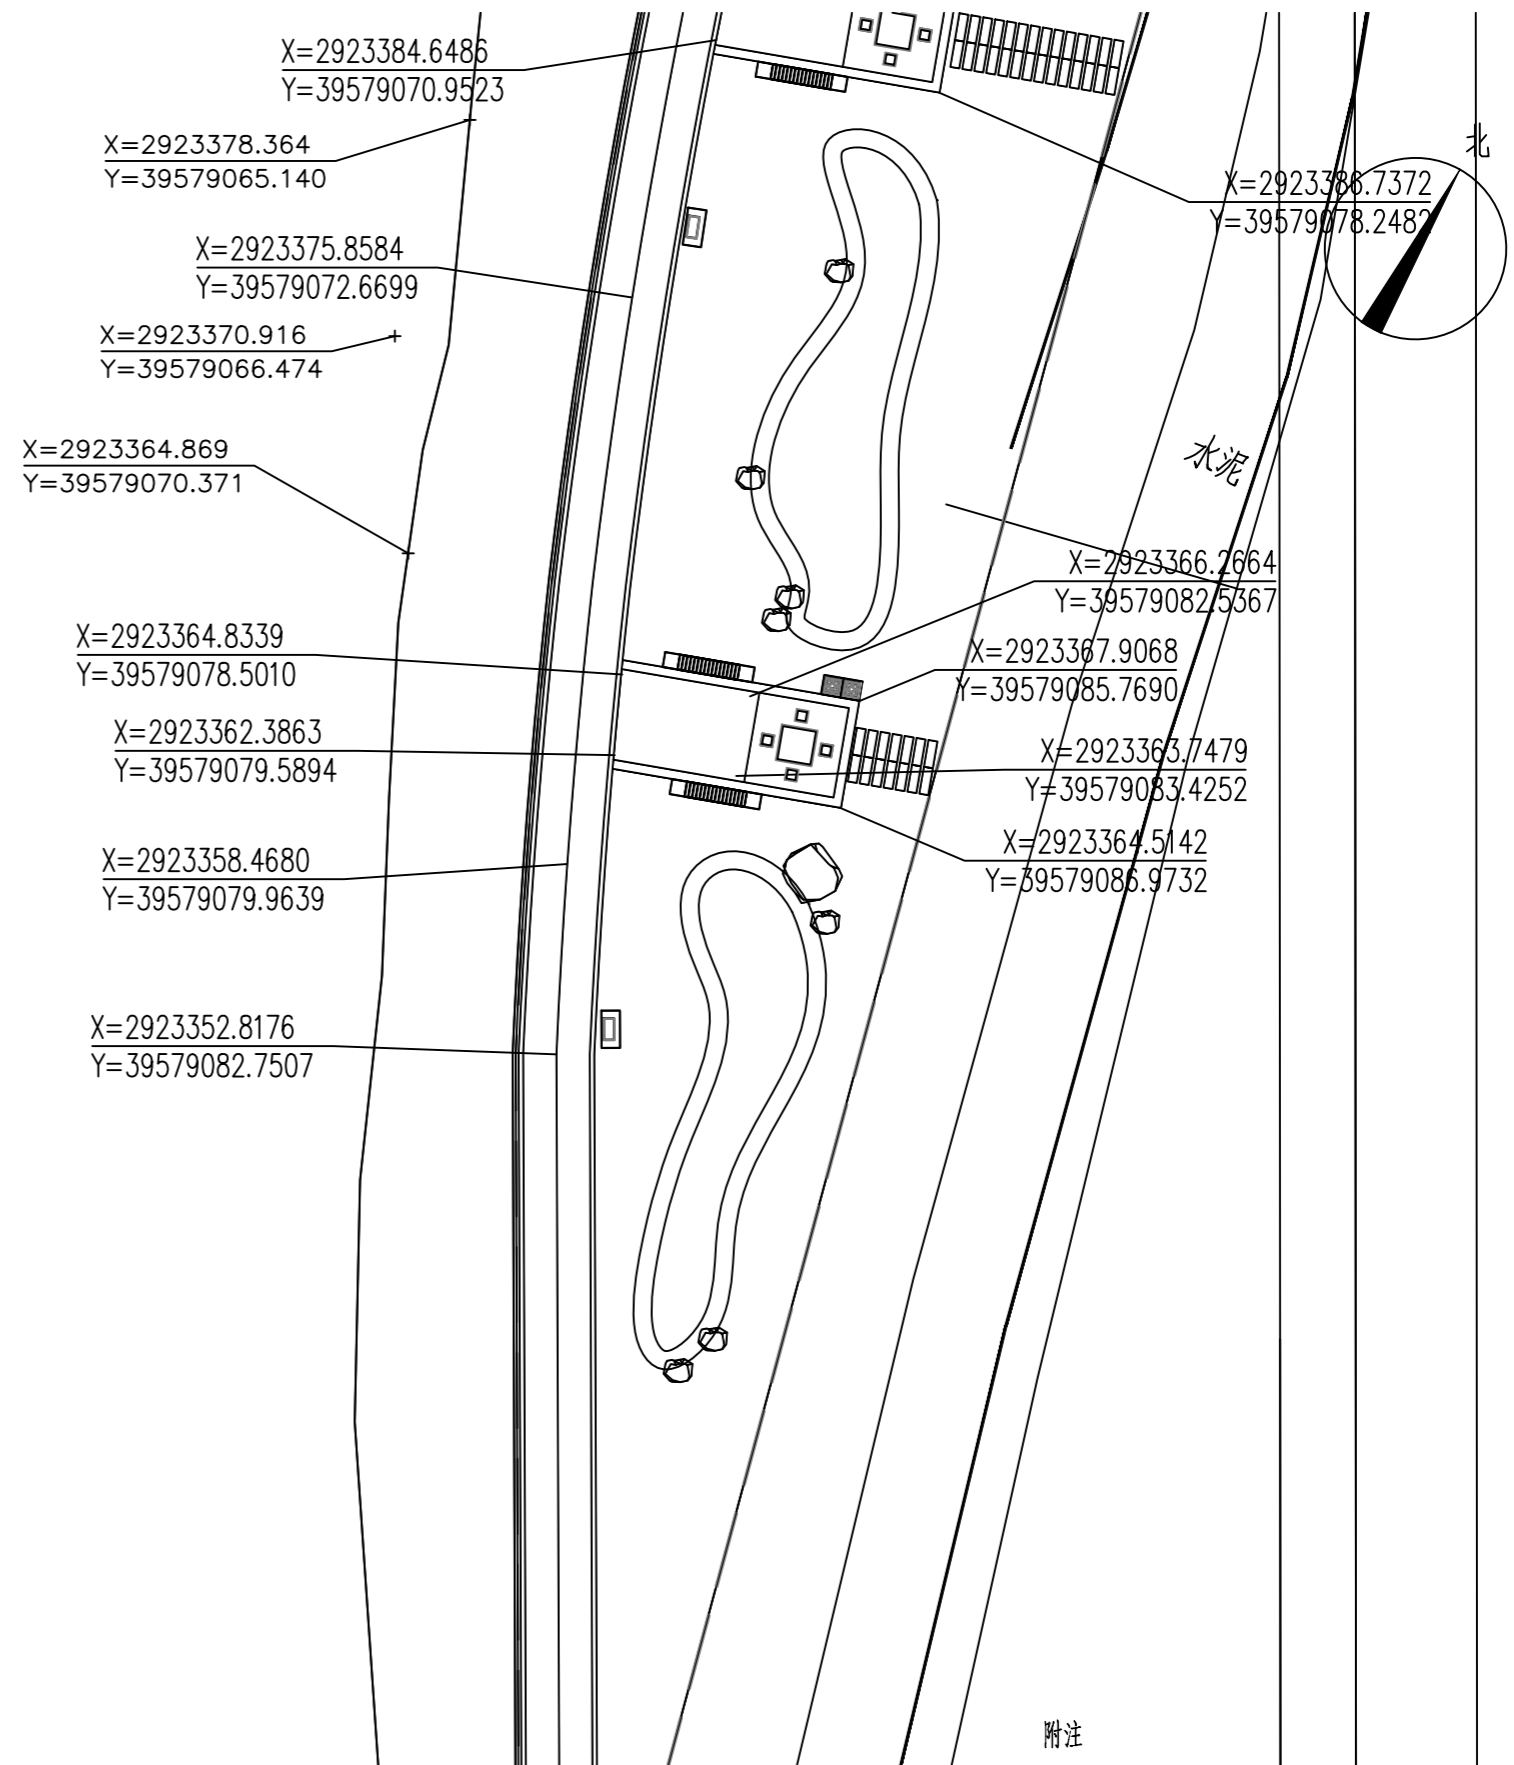 X=2923384.6486
Y=39579070.9523
北
X=2923378.364
Y=39579065.140
X=2923386.7372
Y=39579078.2482
X=2923375.8584
Y=39579072.6699
X=2923370.916
Y=39579066.474
X=2923364.869
Y=39579070.371
水泥
X=2923366.2664
Y=39579082.5367
X=2923364.8339
Y=39579078.5010
X=2923367.9068
Y=39579085.7690
X=2923362.3863
Y=39579079.5894
X=2923363.7479
Y=39579083.4252
X=2923358.4680
Y=39579079.9639
X=2923364.5142
Y=39579086.9732
X=2923352.8176
Y=39579082.7507
附注